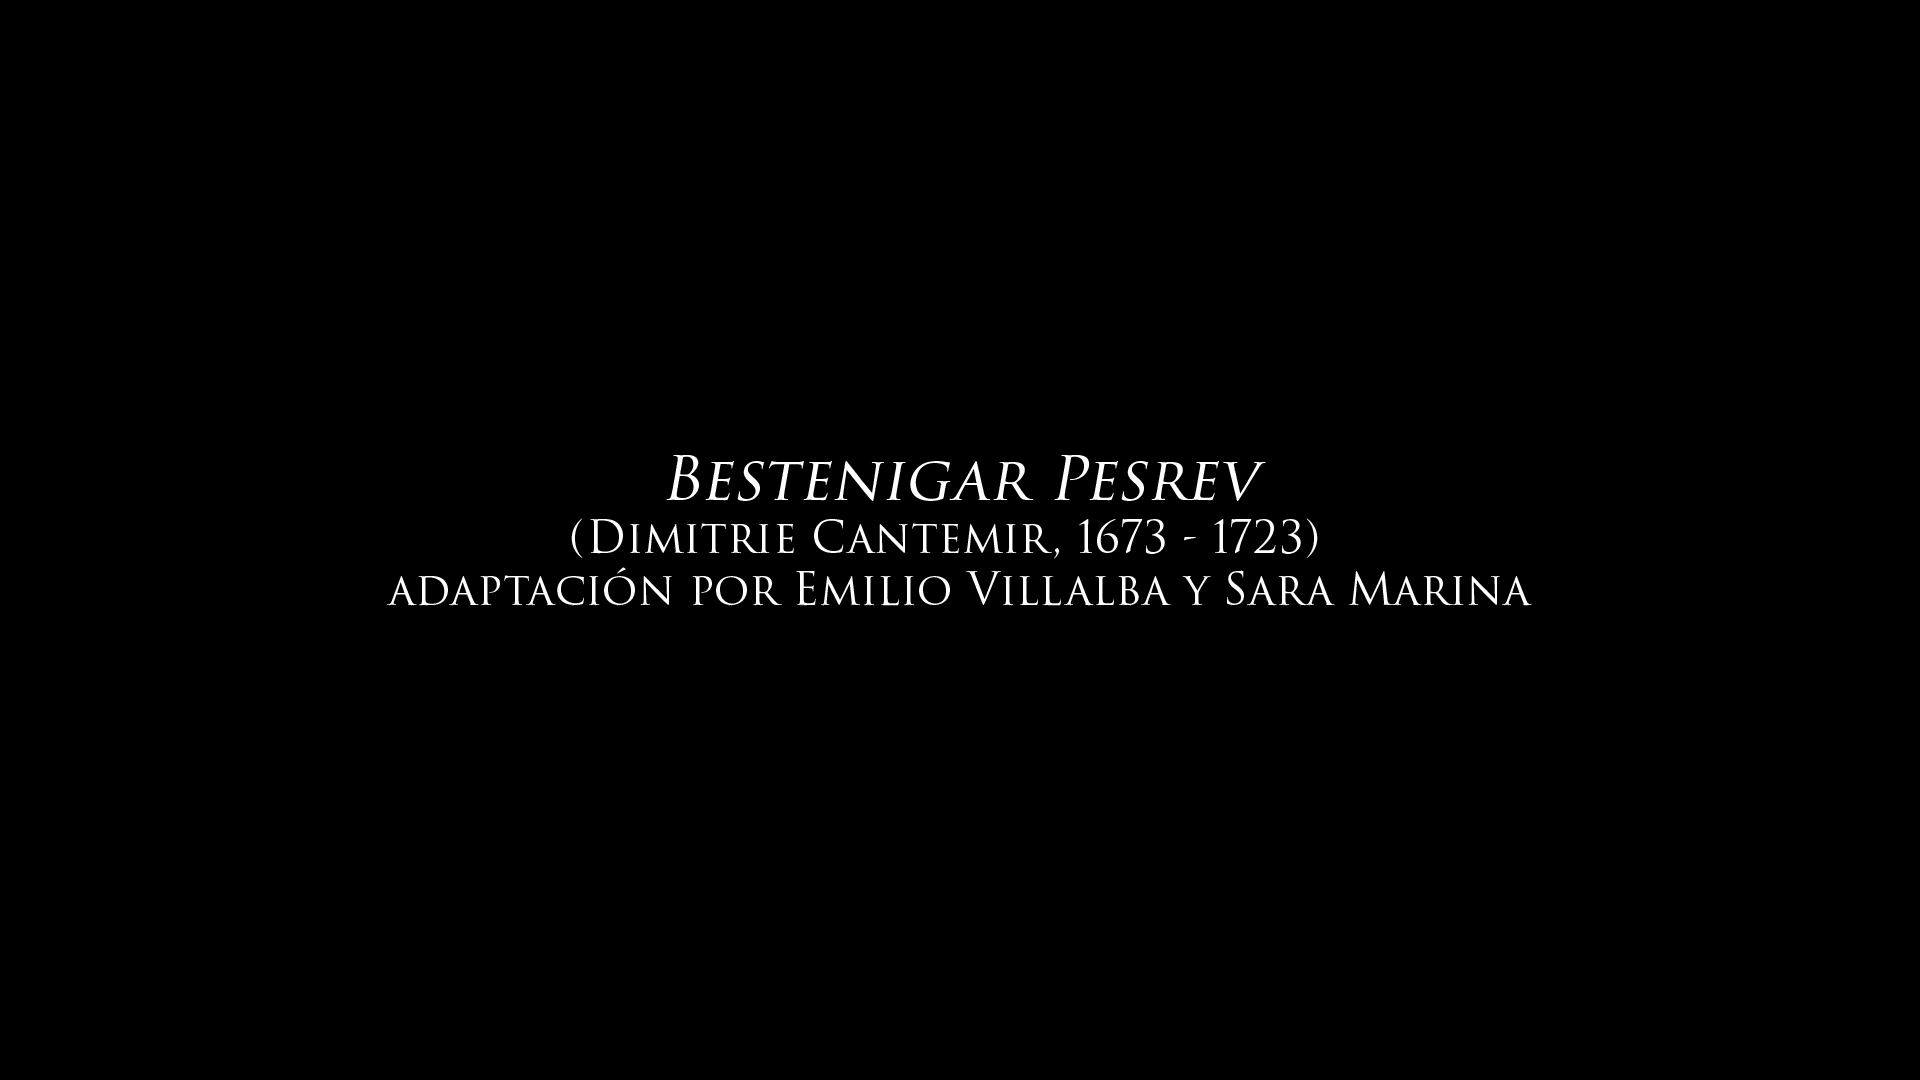 Bestenigar Pesrev
(Dimitrie Cantemir, 1673 - 1723)
adaptación por Emilio Villalba y Sara Marina